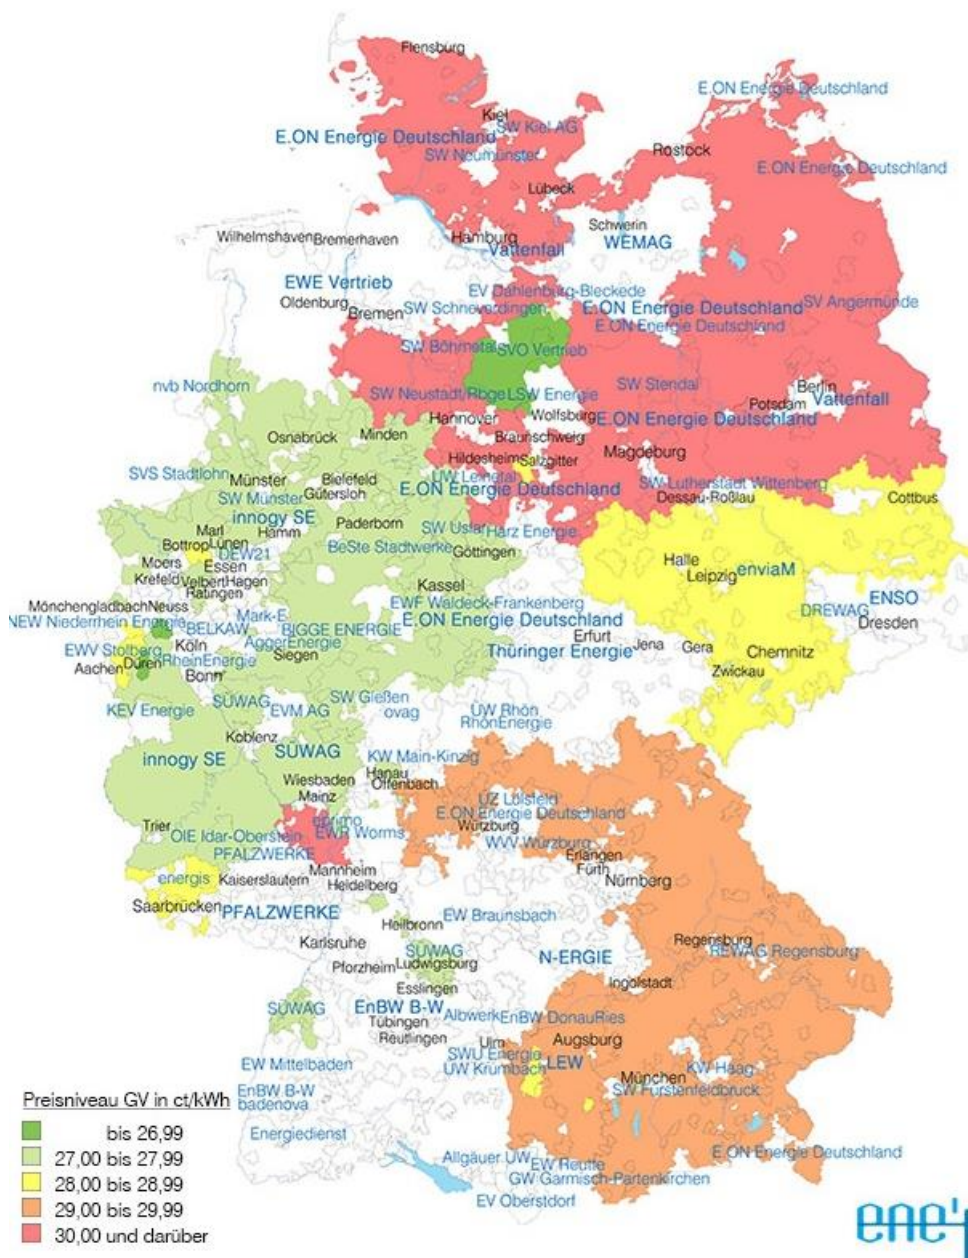 Flensburg
E.ON Energie Deutschland
Kiel
SW Kiel AG
E.ON Energie Deutschland
SW Neumünster
Rostock
E.ON Energie Deutschland
Lübeck
Schwerin
WilhelmshavenBremerhaven
Hamburg
Vattenfall
WEMAG
EWE Vertrieb
EV Dahlenburg-Bleckede
Oldenburg
Bremen
SW Schneverdingen
E.ON Energie Deutschland
SV Angermünde
E.ON Energie Deutschland
SW Böhmetal
SVO Vertrieb
nvb Nordhorn
SW Neustadt/Rbge
LSW Energie
SW Stendal
Berlin
Potsdam
Vattenfall
Hannover
Wolfsburg
E.ON Energie Deutschland
Osnabrück
Minden
Braunschweig
Hildesheim
Salzgitter
Magdeburg
SVS Stadtlohn
Münster
Bielefeld
UW Leinetal
SW Lutherstadt Wittenberg
SW Münster
Gütersloh
E.ON Energie Deutschland
Dessau-Roßlau
Cottbus
innogy SE
Paderborn
SW Uslar
Harz Energie
Marl
Hamm
Bottrop
Lünen
DEW21
BeSte Stadtwerke
Göttingen
Moers
Essen
Halle
Leipzig
enviaM
Krefeld
Velbert
Hagen
Kassel
Ratingen
Mönchengladbach
Neuss
EWF Waldeck-Frankenberg
DREWAG
ENSO
NEW Niederrhein Energie
Mark-E
E.ON Energie Deutschland
Dresden
BELKAW
BIGGE ENERGIE
Erfurt
EWV Stolberg
Köln
AggerEnergie
Thüringer Energie
Jena
Gera
Chemnitz
Aachen
Düren
RheinEnergie
Siegen
Zwickau
Bonn
KEV Energie
SÜWAG
EVM AG
SW Gießen
ovag
ÜW Rhön
RhönEnergie
Koblenz
innogy SE
SÜWAG
KW Main-Kinzig
Wiesbaden
Hanau
Offenbach
Mainz
ÜZ Lülsfeld
E.ON Energie Deutschland
Trier
eprimo
OIE Idar-Oberstein
EWR Worms
Würzburg
WVV Würzburg
PFALZWERKE
Erlangen
Fürth
energis
Kaiserslautern
Mannheim
Heidelberg
Nürnberg
Saarbrücken
PFALZWERKE
Heilbronn
EW Braunsbach
Karlsruhe
SÜWAG
N-ERGIE
Regensburg
REWAG Regensburg
Pforzheim
Ludwigsburg
Esslingen
Ingolstadt
SÜWAG
EnBW B-W
Albwerk
EnBW DonauRies
Tübingen
Reutlingen
Ulm
Augsburg
EW Mittelbaden
SWU Energie
LEW
ÜW Krumbach
KW Haag
München
SW Fürstenfeldbruck
EnBW B-W
badenova
Energiedienst
Allgäuer ÜW
EW Reutte
E.ON Energie Deutschland
GW Garmisch-Partenkirchen
EV Oberstdorf
Preisniveau GV in ct/kWh
bis 26,99
27,00 bis 27,99
28,00 bis 28,99
29,00 bis 29,99
30,00 und darüber
ene't